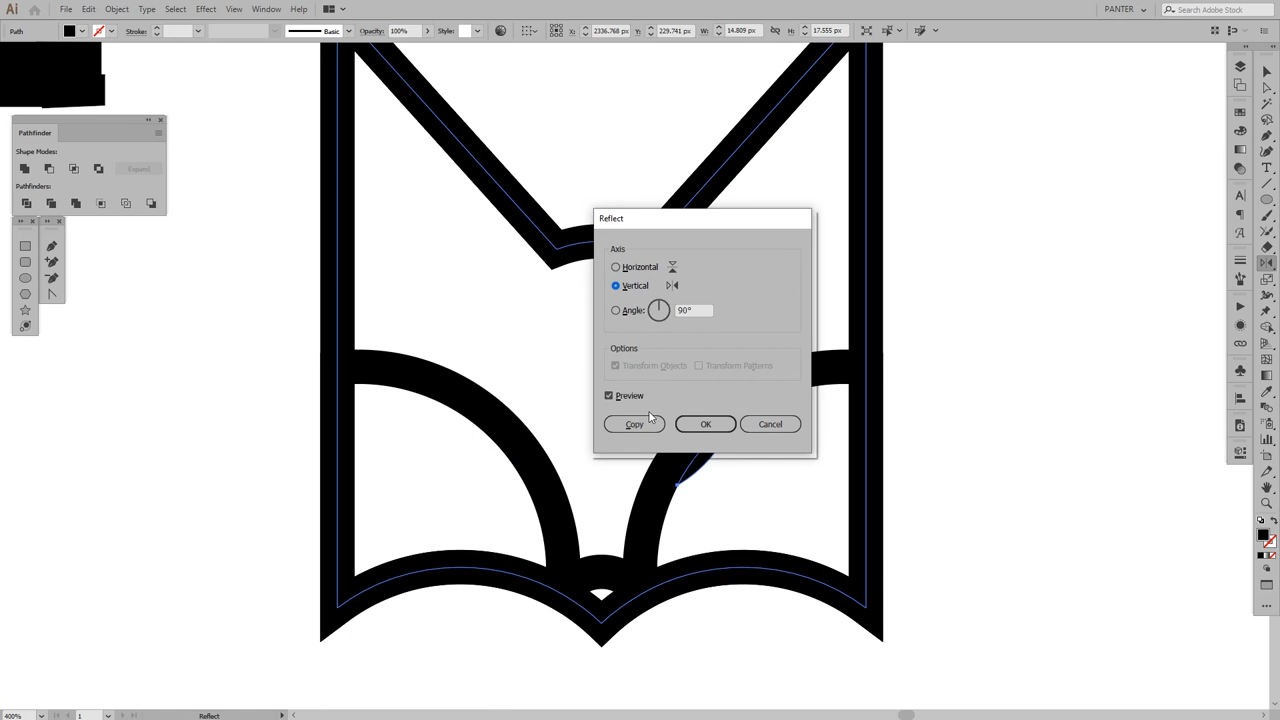 Ai File Edit Object Type Select Effect View Window Help PANTER Search Adobe Stock
Path Stroke: Basic Opacity: 100% Style: X: 2336.768 px Y: 229.741 px W: 14.809 px H: 17.555 px
Pathfinder
Shape Modes:
Expand
Pathfinders:
Reflect
Axis
Horizontal
Vertical
Angle: 90°
Options
Transform Objects Transform Patterns
Preview
Copy OK Cancel
400% 1 Reflect